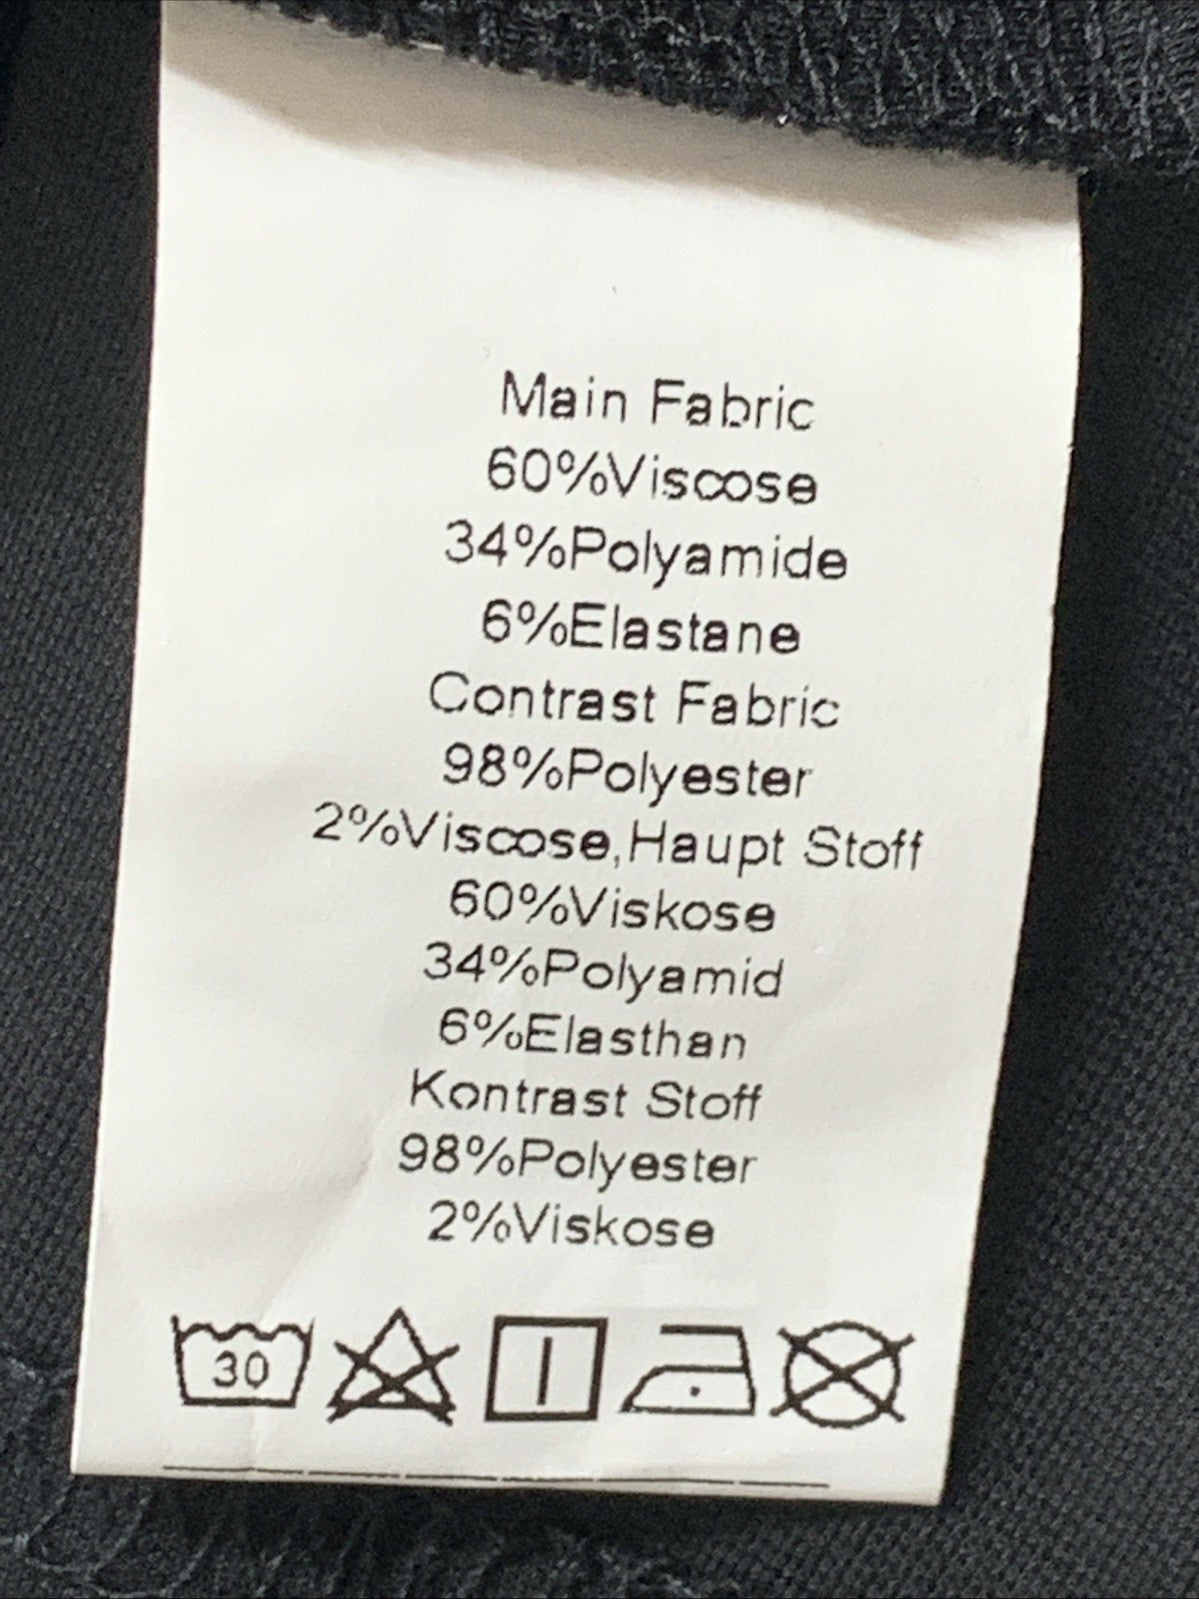 Main Fabric
60%Viscose
34%Polyamide
6%Elastane
Contrast Fabric
98%Polyester
2%Viscose,Haupt Stoff
60%Viskose
34%Polyamid
6%Elasthan
Kontrast Stoff
98%Polyester
2%Viskose
30